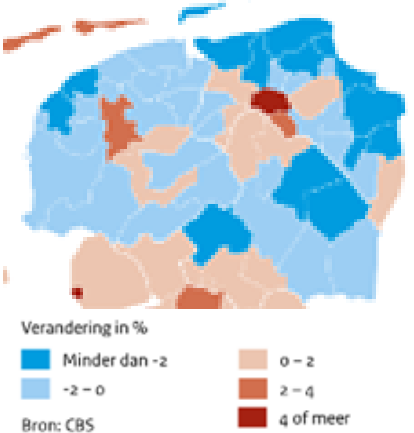 Verandering in %
Minder dan -2
-2 – 0
0 – 2
2 – 4
4 of meer
Bron: CBS